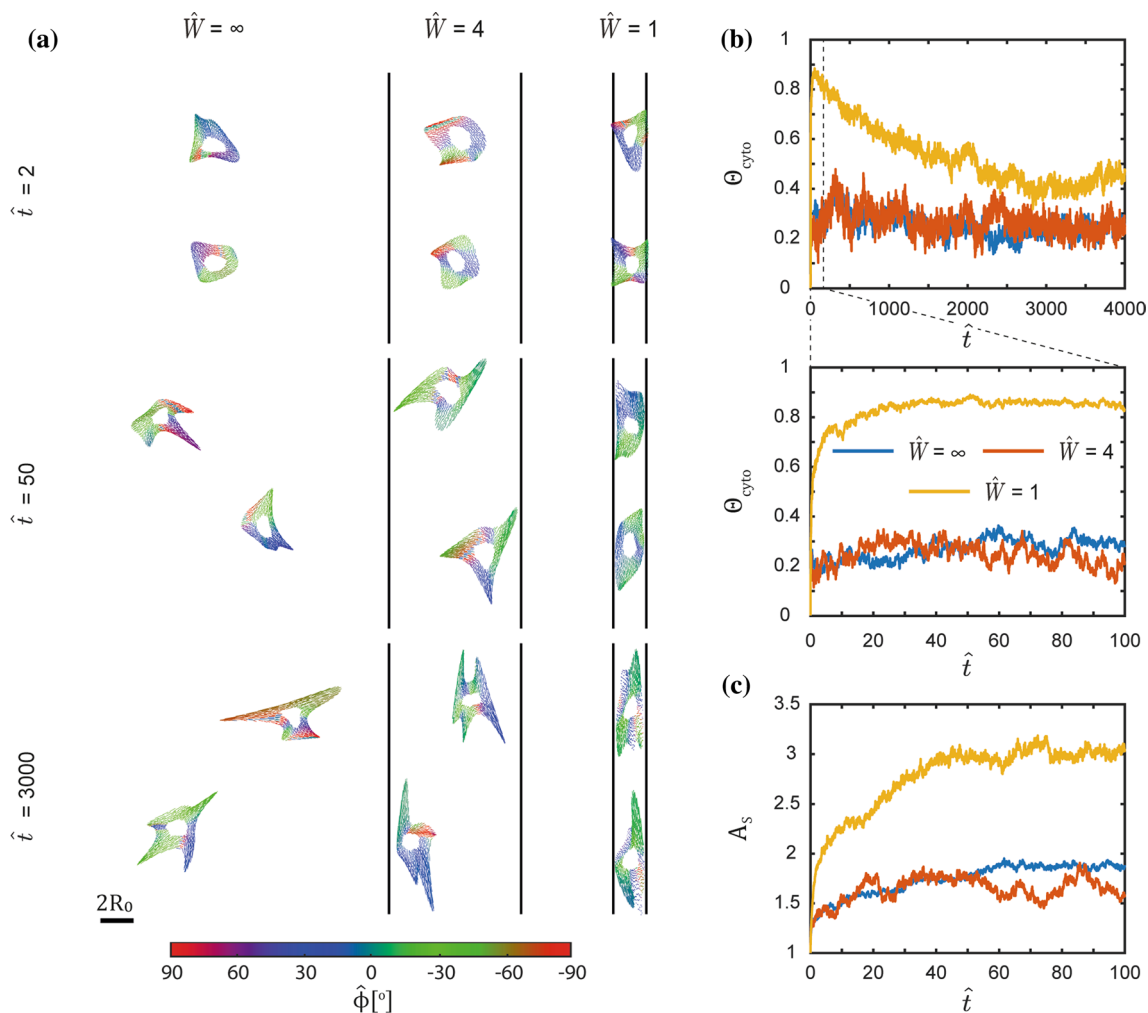 (a)
Ŵ = ∞
Ŵ = 4
Ŵ = 1
t̂ = 2
t̂ = 50
t̂ = 3000
2R₀
90 60 30 0 -30 -60 -90
ϕ̂[°]
(b)
1
0.8
0.6
0.4
0.2
0
Θcyto
0 1000 2000 3000 4000
t̂
1
0.8
0.6
0.4
0.2
0
Θcyto
Ŵ = ∞ Ŵ = 4
Ŵ = 1
0 20 40 60 80 100
t̂
(c)
3.5
3
2.5
2
1.5
1
Aₛ
0 20 40 60 80 100
t̂